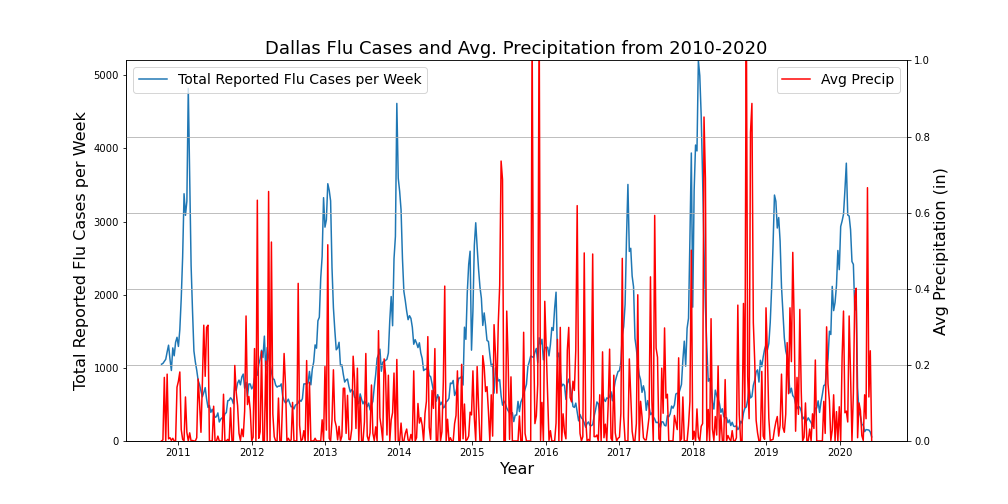 Dallas Flu Cases and Avg. Precipitation from 2010-2020
Total Reported Flu Cases per Week
Avg Precip
5000
4000
3000
2000
1000
0
Total Reported Flu Cases per Week
1.0
0.8
0.6
0.4
0.2
0.0
Avg Precipitation (in)
2011 2012 2013 2014 2015 2016 2017 2018 2019 2020
Year